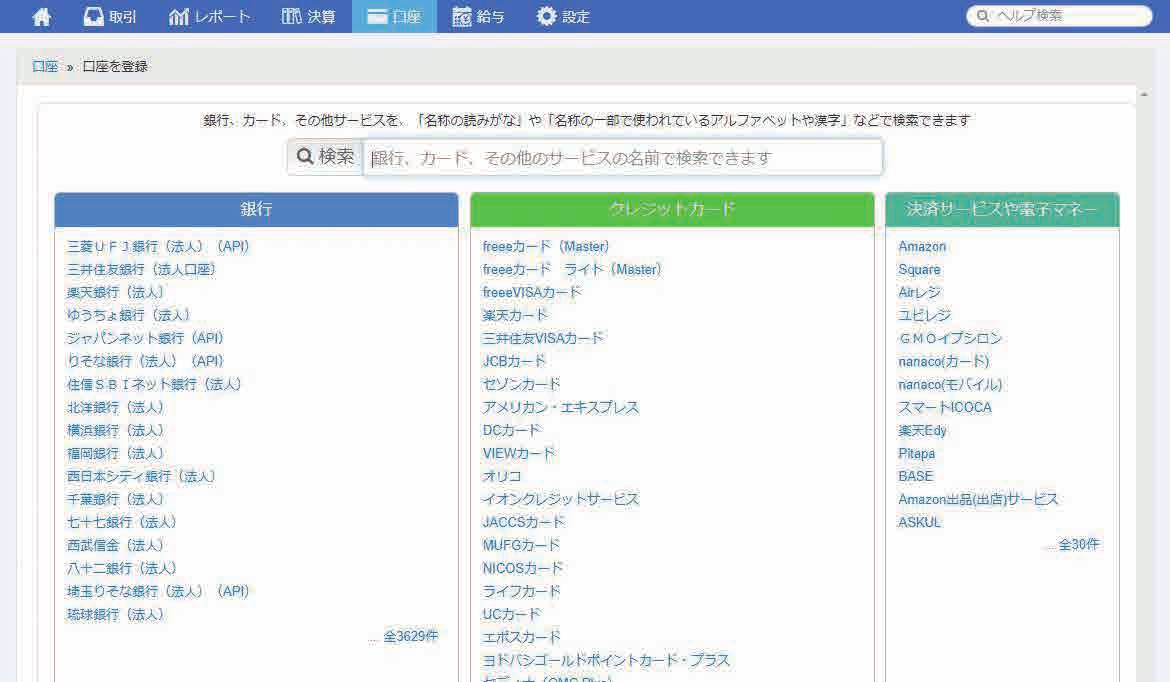 取引 レポート 決算 口座 給与 設定 ヘルプ検索
口座 » 口座を登録
銀行、カード、その他サービスを、「名称の読みがな」や「名称の一部で使われているアルファベットや漢字」などで検索できます
検索 銀行、カード、その他のサービスの名前で検索できます
銀行
三菱ＵＦＪ銀行（法人）（API）
三井住友銀行（法人口座）
楽天銀行（法人）
ゆうちょ銀行（法人）
ジャパンネット銀行（API）
りそな銀行（法人）（API）
住信ＳＢＩネット銀行（法人）
北洋銀行（法人）
横浜銀行（法人）
福岡銀行（法人）
西日本シティ銀行（法人）
千葉銀行（法人）
七十七銀行（法人）
西武信金（法人）
八十二銀行（法人）
埼玉りそな銀行（法人）（API）
琉球銀行（法人）
... 全3629件
クレジットカード
freeeカード（Master）
freeeカード　ライト（Master）
freeeVISAカード
楽天カード
三井住友VISAカード
JCBカード
セゾンカード
アメリカン・エキスプレス
DCカード
VIEWカード
オリコ
イオンクレジットサービス
JACCSカード
MUFGカード
NICOSカード
ライフカード
UCカード
エポスカード
ヨドバシゴールドポイントカード・プラス
決済サービスや電子マネー
Amazon
Square
Airレジ
ユビレジ
ＧＭＯイプシロン
nanaco(カード)
nanaco(モバイル)
スマートICOCA
楽天Edy
Pitapa
BASE
Amazon出品(出店)サービス
ASKUL
... 全30件